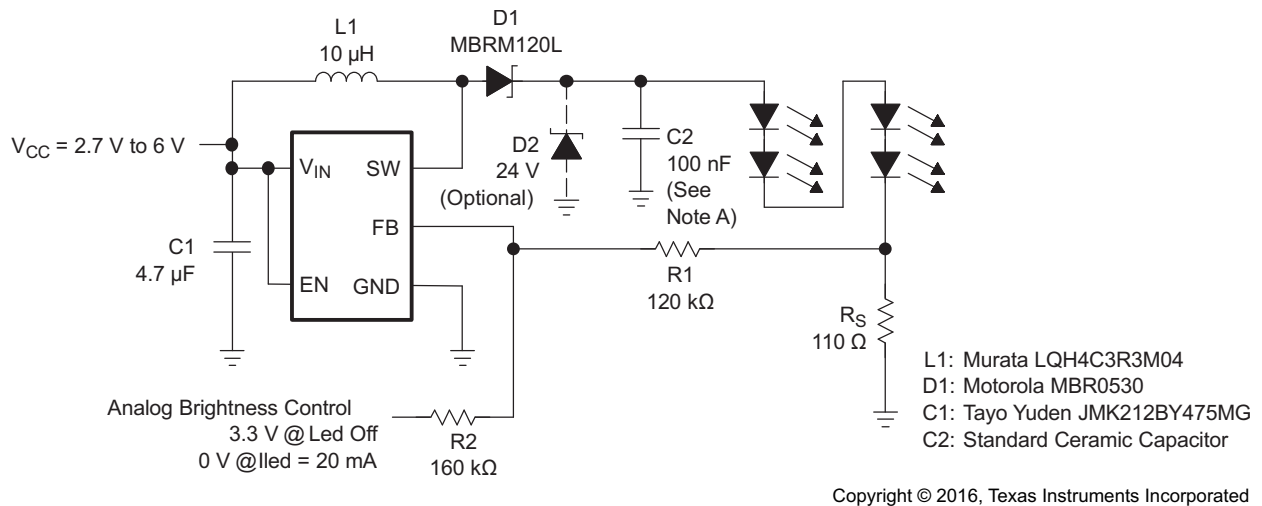 D1
MBRM120L
L1
10 µH
VCC = 2.7 V to 6 V
VIN
SW
FB
EN
GND
C1
4.7 µF
D2
24 V
(Optional)
C2
100 nF
(See
Note A)
R1
120 kΩ
RS
110 Ω
Analog Brightness Control
3.3 V @ Led Off
0 V @Iled = 20 mA
R2
160 kΩ
L1: Murata LQH4C3R3M04
D1: Motorola MBR0530
C1: Tayo Yuden JMK212BY475MG
C2: Standard Ceramic Capacitor
Copyright © 2016, Texas Instruments Incorporated